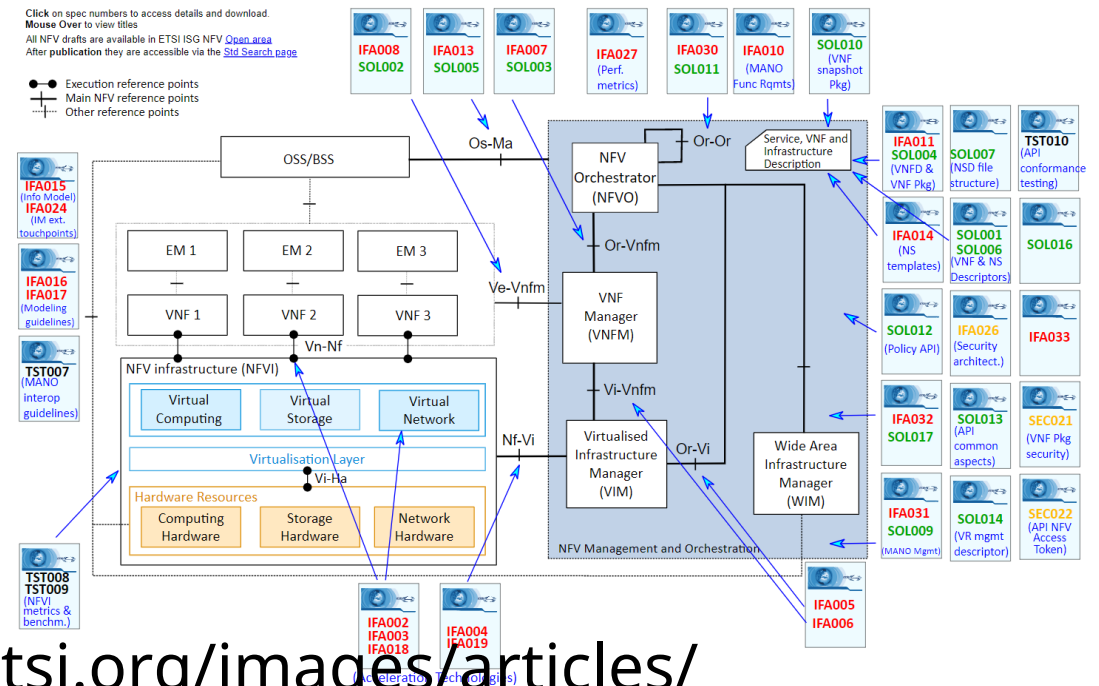 Click on spec numbers to access details and download.
Mouse Over to view titles
All NFV drafts are available in ETSI ISG NFV Open area
After publication they are accessible via the Std Search page
Execution reference points
Main NFV reference points
Other reference points
IFA008
SOL002
IFA013
SOL005
IFA007
SOL003
IFA027
(Perf.
metrics)
IFA030
SOL011
IFA010
(MANO
Func Rqmts)
SOL010
(VNF
snapshot
Pkg)
OSS/BSS
Os-Ma
NFV
Orchestrator
(NFVO)
Or-Or
Service, VNF and
Infrastructure
Description
IFA011
SOL004
(VNFD &
VNF Pkg)
SOL007
(NSD file
structure)
TST010
(API
conformance
testing)
IFA015
(Info Model)
IFA024
(IM ext.
touchpoints)
EM 1
EM 2
EM 3
Or-Vnfm
IFA014
(NS
templates)
SOL001
SOL006
(VNF & NS
Descriptors)
SOL016
IFA016
IFA017
(Modeling
guidelines)
VNF 1
VNF 2
VNF 3
Ve-Vnfm
VNF
Manager
(VNFM)
SOL012
(Policy API)
IFA026
(Security
architect.)
IFA033
TST007
(MANO
interop
guidelines)
Vn-Nf
NFV infrastructure (NFVI)
Virtual
Computing
Virtual
Storage
Virtual
Network
Vi-Vnfm
IFA032
SOL017
SOL013
(API
common
aspects)
SEC021
(VNF Pkg
security)
Virtualisation Layer
Vi-Ha
Nf-Vi
Virtualised
Infrastructure
Manager
(VIM)
Or-Vi
Wide Area
Infrastructure
Manager
(WIM)
Hardware Resources
Computing
Hardware
Storage
Hardware
Network
Hardware
IFA031
SOL009
(MANO Mgmt)
SOL014
(VR mgmt
descriptor)
SEC022
(API NFV
Access
Token)
NFV Management and Orchestration
TST008
TST009
(NFVI
metrics &
benchm.)
IFA002
IFA003
IFA018
IFA004
IFA019
(Acceleration Technologies)
IFA005
IFA006
tsi.org/images/articles/